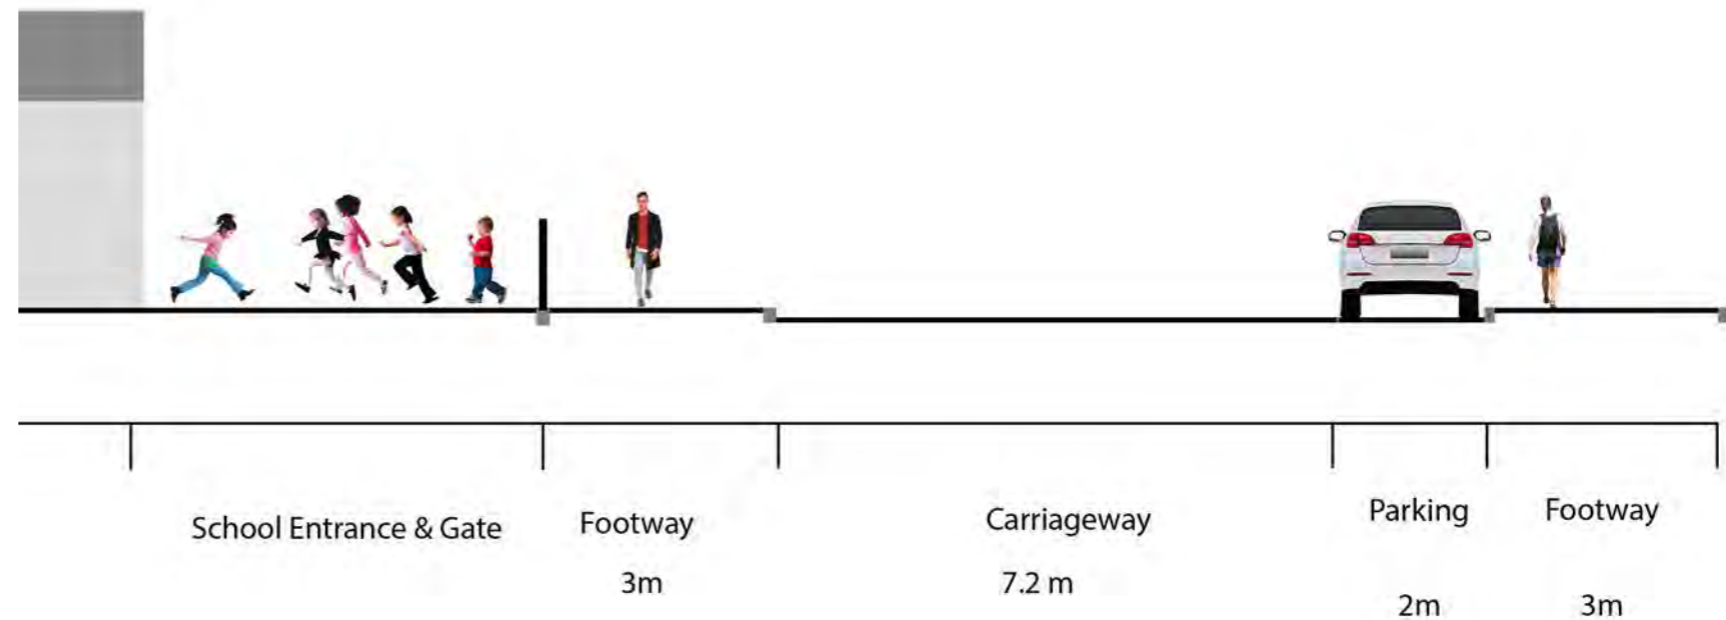 School Entrance & Gate
Footway
3m
Carriageway
7.2 m
Parking
2m
Footway
3m